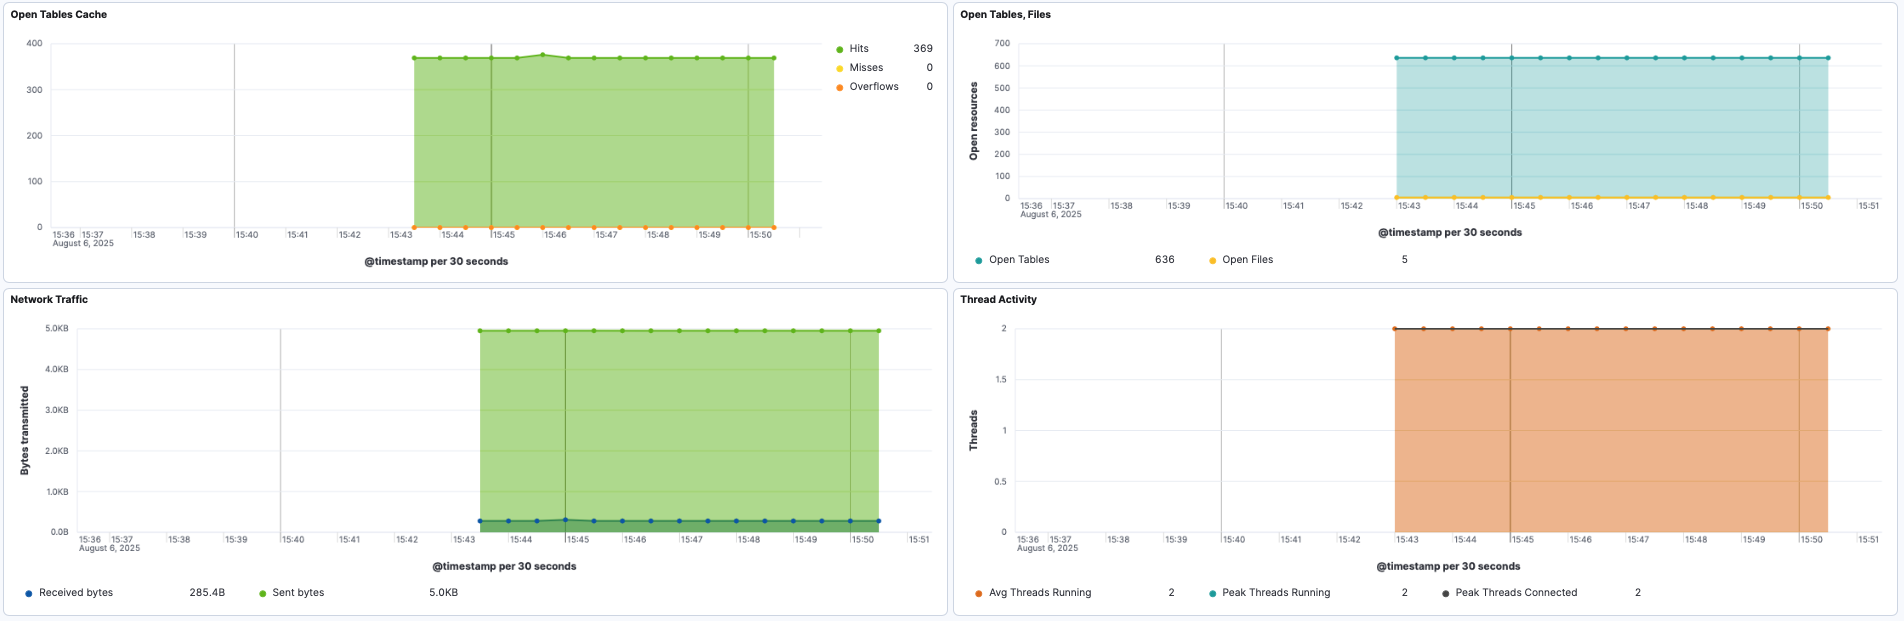 Open Tables Cache
400
300
200
100
0
15:36 15:37 15:38 15:39 15:40 15:41 15:42 15:43 15:44 15:45 15:46 15:47 15:48 15:49 15:50
August 6, 2025
@timestamp per 30 seconds
Hits 369
Misses 0
Overflows 0
Open Tables, Files
Open resources
700
600
500
400
300
200
100
0
15:36 15:37 15:38 15:39 15:40 15:41 15:42 15:43 15:44 15:45 15:46 15:47 15:48 15:49 15:50 15:51
August 6, 2025
@timestamp per 30 seconds
Open Tables 636 Open Files 5
Network Traffic
Bytes transmitted
5.0KB
4.0KB
3.0KB
2.0KB
1.0KB
0.0B
15:36 15:37 15:38 15:39 15:40 15:41 15:42 15:43 15:44 15:45 15:46 15:47 15:48 15:49 15:50 15:51
August 6, 2025
@timestamp per 30 seconds
Received bytes 285.4B Sent bytes 5.0KB
Thread Activity
Threads
2
1.5
1
0.5
0
15:36 15:37 15:38 15:39 15:40 15:41 15:42 15:43 15:44 15:45 15:46 15:47 15:48 15:49 15:50 15:51
August 6, 2025
@timestamp per 30 seconds
Avg Threads Running 2 Peak Threads Running 2 Peak Threads Connected 2